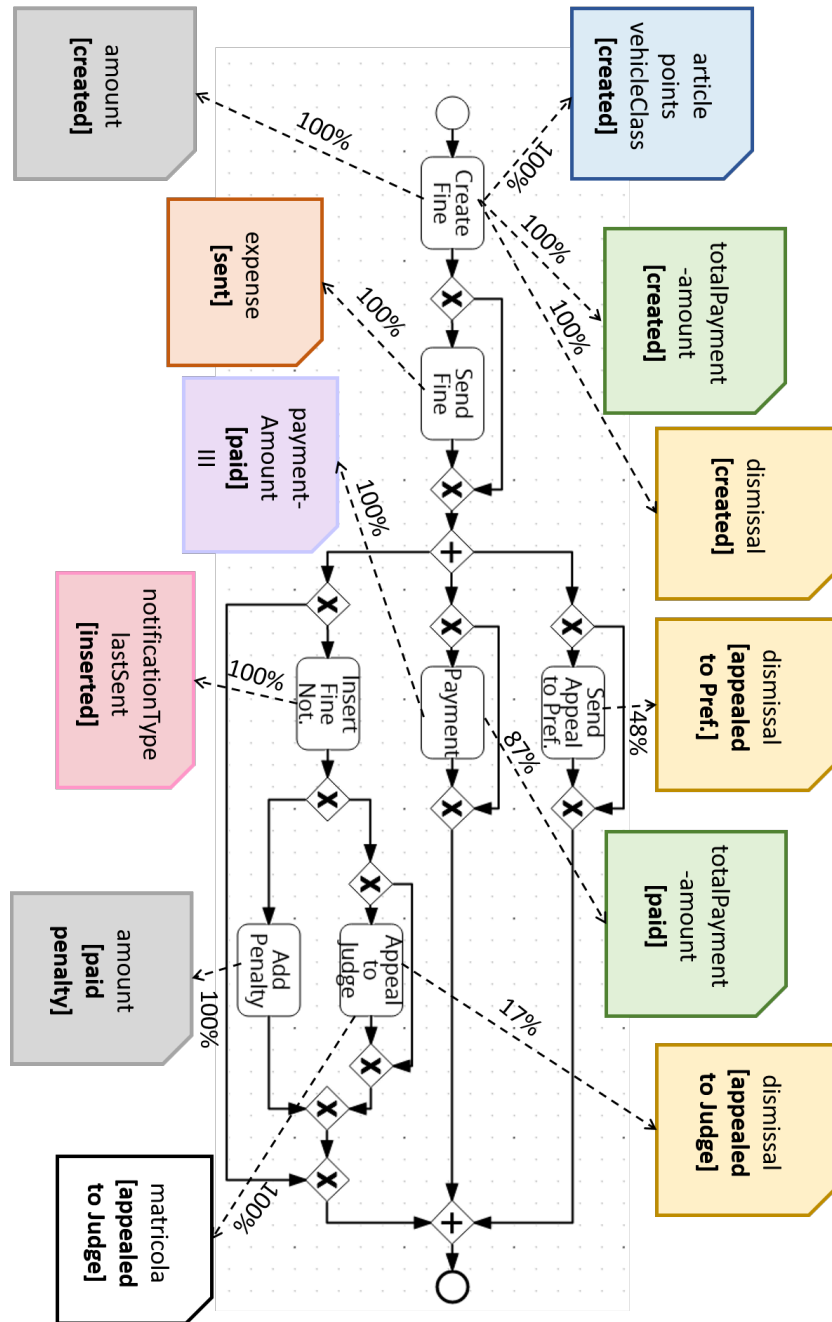 article
points
vehicleClass
[created]
totalPayment
-amount
[created]
dismissal
[created]
dismissal
[appealed
to Pref.]
totalPayment
-amount
[paid]
dismissal
[appealed
to Judge]
100%
100%
100%
48%
87%
17%
Create
Fine
Send
Fine
Send
Appeal
to Pref.
Payment
Insert
Fine
Not.
Appeal
to
Judge
Add
Penalty
100%
100%
100%
100%
100%
100%
amount
[created]
expense
[sent]
payment-
Amount
[paid]
III
notificationType
lastSent
[inserted]
amount
[paid
penalty]
matricola
[appealed
to Judge]